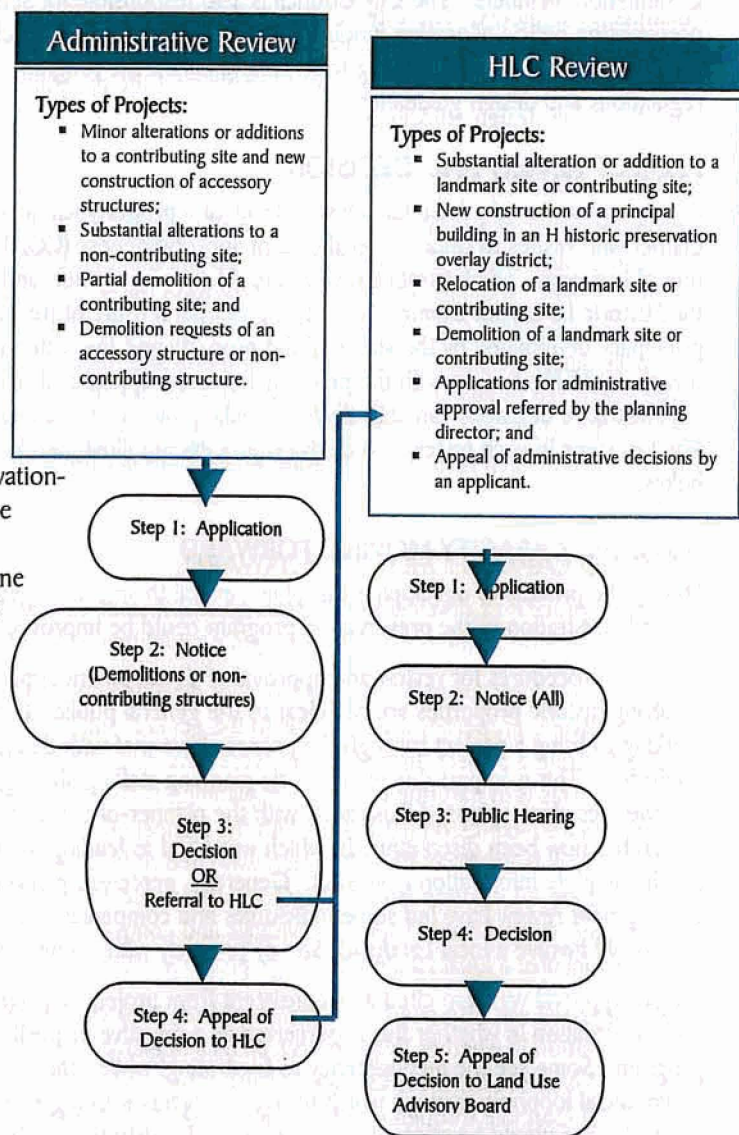 Administrative Review
Types of Projects:
▪ Minor alterations or additions
to a contributing site and new
construction of accessory
structures;
▪ Substantial alterations to a
non-contributing site;
▪ Partial demolition of a
contributing site; and
▪ Demolition requests of an
accessory structure or non-
contributing structure.
vation-
e
ne
Step 1: Application
Step 2: Notice
(Demolitions or non-
contributing structures)
Step 3:
Decision
OR
Referral to HLC
Step 4: Appeal of
Decision to HLC
HLC Review
Types of Projects:
▪ Substantial alteration or addition to a
landmark site or contributing site;
▪ New construction of a principal
building in an H historic preservation
overlay district;
▪ Relocation of a landmark site or
contributing site;
▪ Demolition of a landmark site or
contributing site;
▪ Applications for administrative
approval referred by the planning
director; and
▪ Appeal of administrative decisions by
an applicant.
Step 1: Application
Step 2: Notice (All)
Step 3: Public Hearing
Step 4: Decision
Step 5: Appeal of
Decision to Land Use
Advisory Board